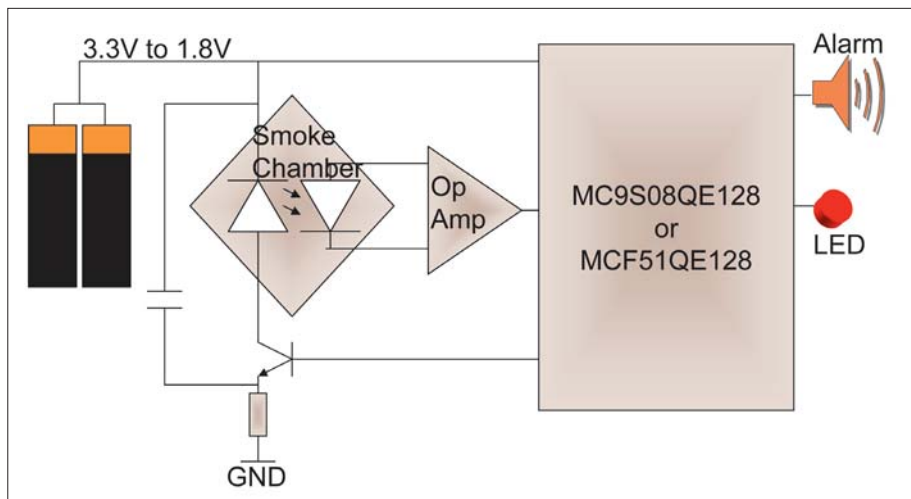 3.3V to 1.8V
Alarm
Smoke
Chamber
Op
Amp
MC9S08QE128
or
MCF51QE128
LED
GND